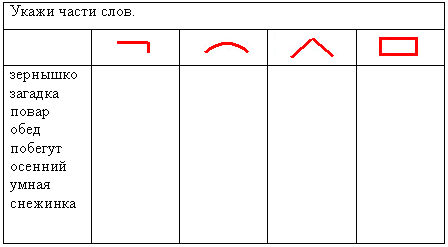 Укажи части слов.
зернышко
загадка
повар
обед
побегут
осенний
умная
снежинка